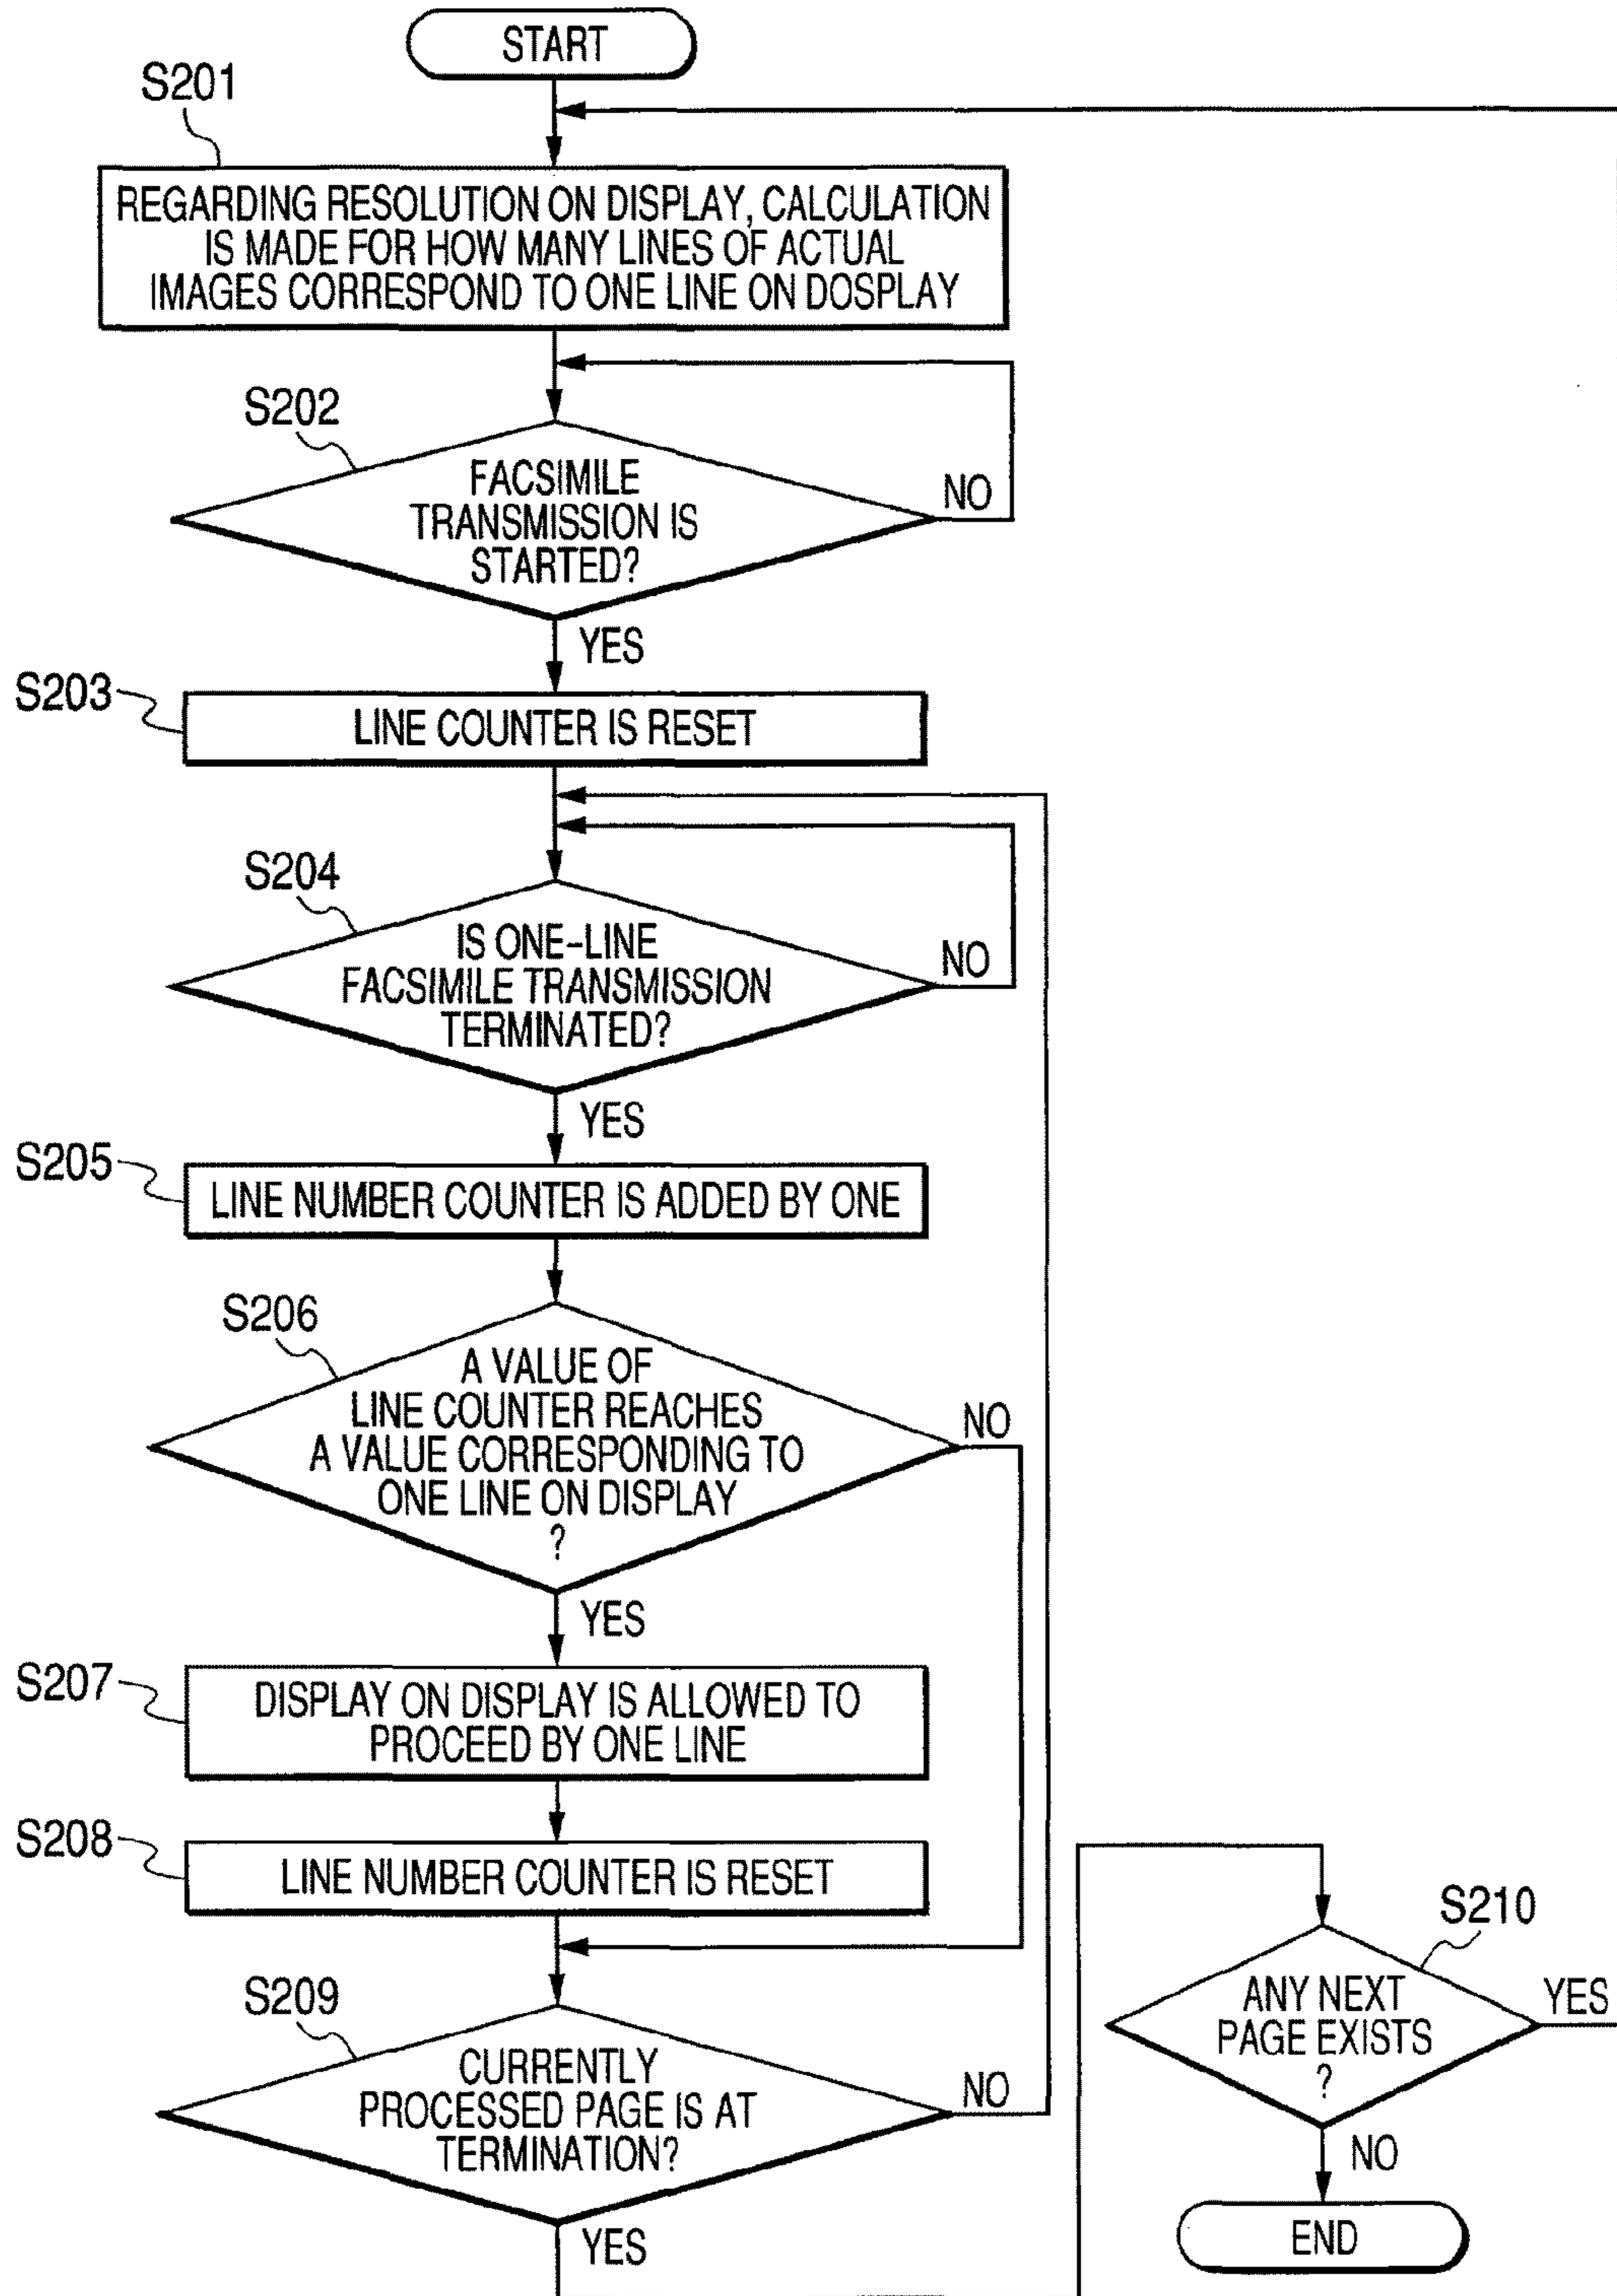 START
S201
REGARDING RESOLUTION ON DISPLAY, CALCULATION
IS MADE FOR HOW MANY LINES OF ACTUAL
IMAGES CORRESPOND TO ONE LINE ON DOSPLAY
S202
FACSIMILE
TRANSMISSION IS
STARTED?
NO
YES
S203
LINE COUNTER IS RESET
S204
IS ONE-LINE
FACSIMILE TRANSMISSION
TERMINATED?
NO
YES
S205
LINE NUMBER COUNTER IS ADDED BY ONE
S206
A VALUE OF
LINE COUNTER REACHES
A VALUE CORRESPONDING TO
ONE LINE ON DISPLAY
?
NO
YES
S207
DISPLAY ON DISPLAY IS ALLOWED TO
PROCEED BY ONE LINE
S208
LINE NUMBER COUNTER IS RESET
S209
CURRENTLY
PROCESSED PAGE IS AT
TERMINATION?
NO
YES
S210
ANY NEXT
PAGE EXISTS
?
YES
NO
END